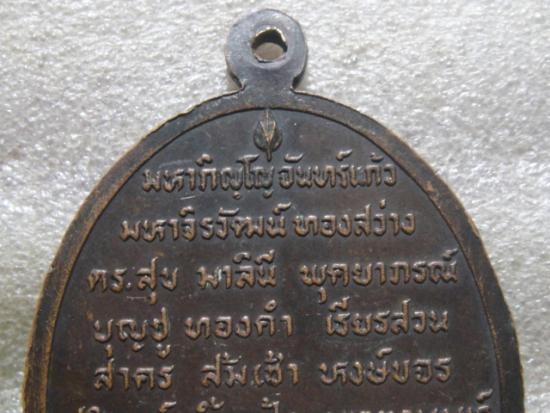 มหาภิญโญ จันทร์แก้ว
มหาจิรวัฒน์ ทองสว่าง
ดร.สุข มาลินี พุดยาภรณ์
บุญชู ทองคำ เรียรสวน
สาคร สัมเฮ้า หงษ์ขจร